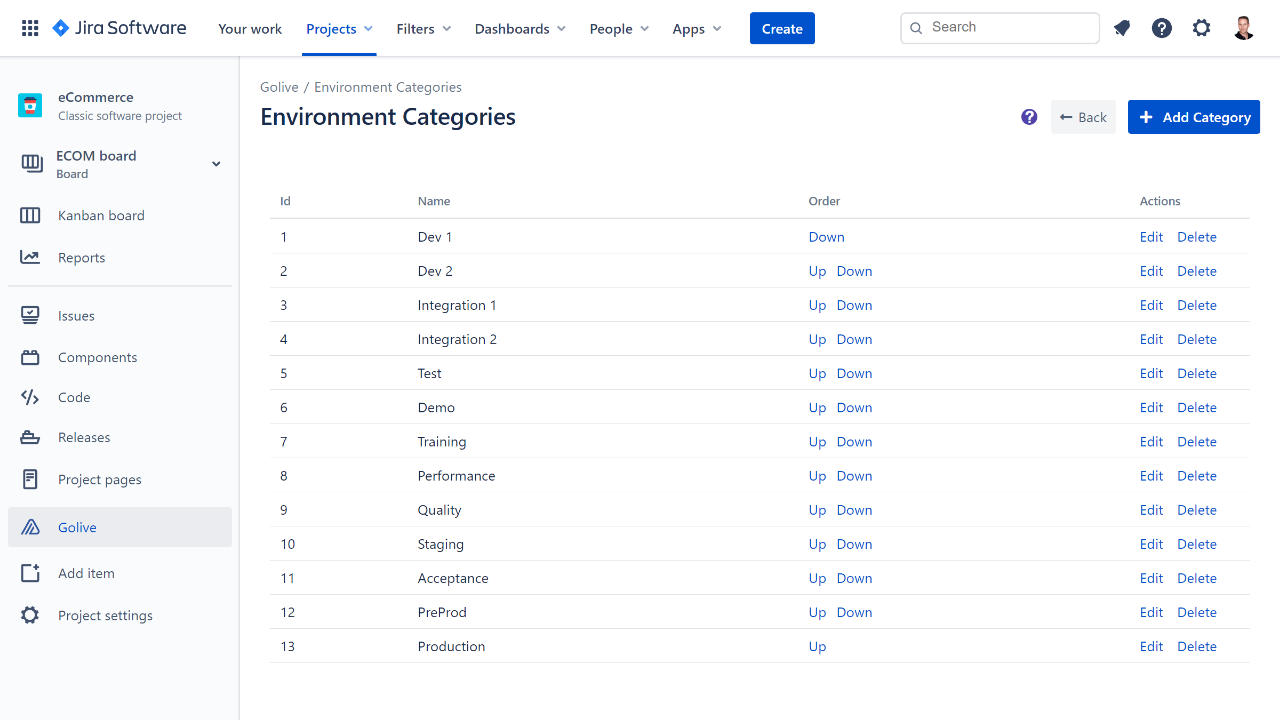 Jira Software Your work Projects Filters Dashboards People Apps Create Search
eCommerce
Classic software project
ECOM board
Board
Kanban board
Reports
Issues
Components
Code
Releases
Project pages
Golive
Add item
Project settings
Golive / Environment Categories
Environment Categories
? ← Back + Add Category
Id Name Order Actions
1 Dev 1 Down Edit Delete
2 Dev 2 Up Down Edit Delete
3 Integration 1 Up Down Edit Delete
4 Integration 2 Up Down Edit Delete
5 Test Up Down Edit Delete
6 Demo Up Down Edit Delete
7 Training Up Down Edit Delete
8 Performance Up Down Edit Delete
9 Quality Up Down Edit Delete
10 Staging Up Down Edit Delete
11 Acceptance Up Down Edit Delete
12 PreProd Up Down Edit Delete
13 Production Up Edit Delete